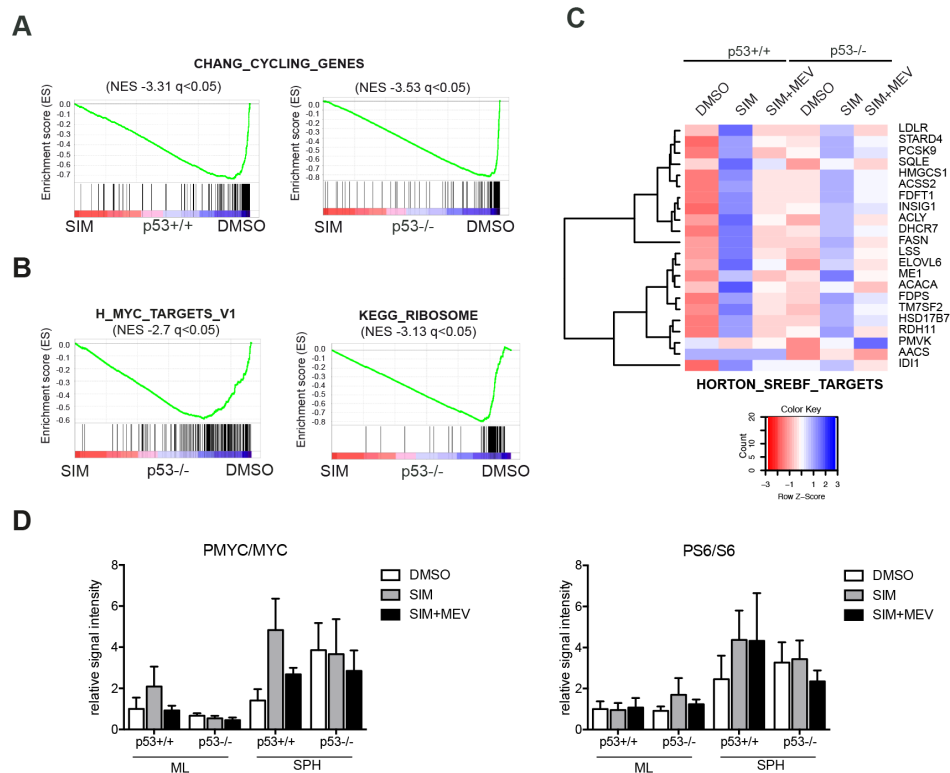 A
CHANG_CYCLING_GENES
(NES -3.31 q<0.05)
(NES -3.53 q<0.05)
Enrichment score (ES)
0.0
-0.1
-0.2
-0.3
-0.4
-0.5
-0.6
-0.7
SIM
p53+/+
DMSO
Enrichment score (ES)
0.0
-0.1
-0.2
-0.3
-0.4
-0.5
-0.6
-0.7
-0.8
SIM
p53-/-
DMSO
B
H_MYC_TARGETS_V1
(NES -2.7 q<0.05)
Enrichment score (ES)
0.0
-0.1
-0.2
-0.3
-0.4
-0.5
-0.6
SIM
p53-/-
DMSO
KEGG_RIBOSOME
(NES -3.13 q<0.05)
Enrichment score (ES)
0.0
-0.1
-0.2
-0.3
-0.4
-0.5
-0.6
-0.7
-0.8
SIM
p53-/-
DMSO
C
p53+/+
p53-/-
DMSO
SIM
SIM+MEV
DMSO
SIM
SIM+MEV
LDLR
STARD4
PCSK9
SQLE
HMGCS1
ACSS2
FDFT1
INSIG1
ACLY
DHCR7
FASN
LSS
ELOVL6
ME1
ACACA
FDPS
TM7SF2
HSD17B7
RDH11
PMVK
AACS
IDI1
HORTON_SREBF_TARGETS
Color Key
Count
0 5 10 20
-3 -1 1 2 3
Row Z-Score
D
PMYC/MYC
relative signal intensity
8
6
4
2
0
DMSO
SIM
SIM+MEV
p53+/+ p53-/- p53+/+ p53-/-
ML SPH
PS6/S6
relative signal intensity
8
6
4
2
0
DMSO
SIM
SIM+MEV
p53+/+ p53-/- p53+/+ p53-/-
ML SPH